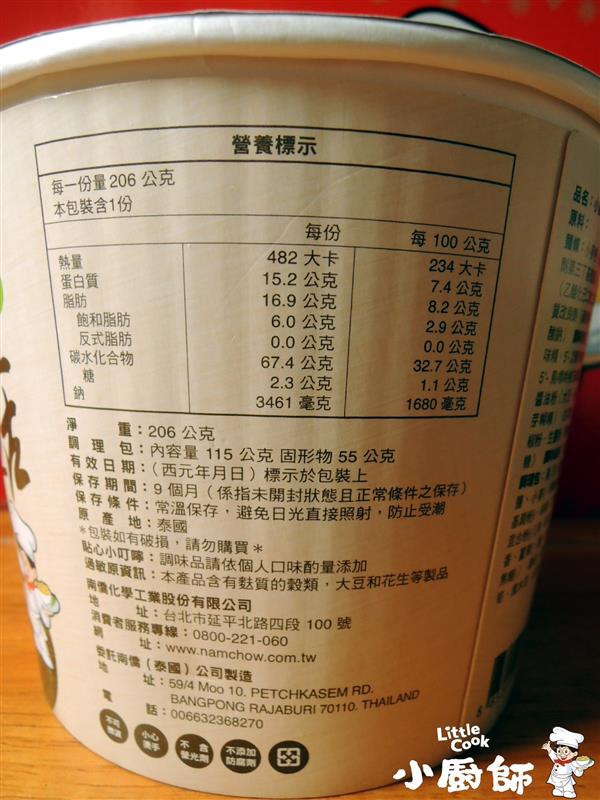 營養標示
每一份量 206 公克
本包裝含1份
每份 每 100 公克
熱量 482 大卡 234 大卡
蛋白質 15.2 公克 7.4 公克
脂肪 16.9 公克 8.2 公克
飽和脂肪 6.0 公克 2.9 公克
反式脂肪 0.0 公克 0.0 公克
碳水化合物 67.4 公克 32.7 公克
糖 2.3 公克 1.1 公克
鈉 3461 毫克 1680 毫克
淨 重：206 公克
調 理 包：內容量 115 公克 固形物 55 公克
有效日期：（西元年月日）標示於包裝上
保存期間：9 個月（係指未開封狀態且正常條件之保存）
保存條件：常溫保存，避免日光直接照射，防止受潮
原 產 地：泰國
＊包裝如有破損，請勿購買＊
貼心小叮嚀：調味品請依個人口味酌量添加
過敏原資訊：本產品含有麩質的穀類，大豆和花生等製品
南僑化學工業股份有限公司
地 址：台北市延平北路四段 100 號
消費者服務專線：0800-221-060
網 址：www.namchow.com.tw
委託南僑（泰國）公司製造
地 址：59/4 Moo 10. PETCHKASEM RD.
BANGPONG RAJABURI 70110. THAILAND
電 話：006632368270
不可微波
小心燙手
不含螢光劑
不添加防腐劑
品名：小
原料：
麵條：
Little Cook
小廚師